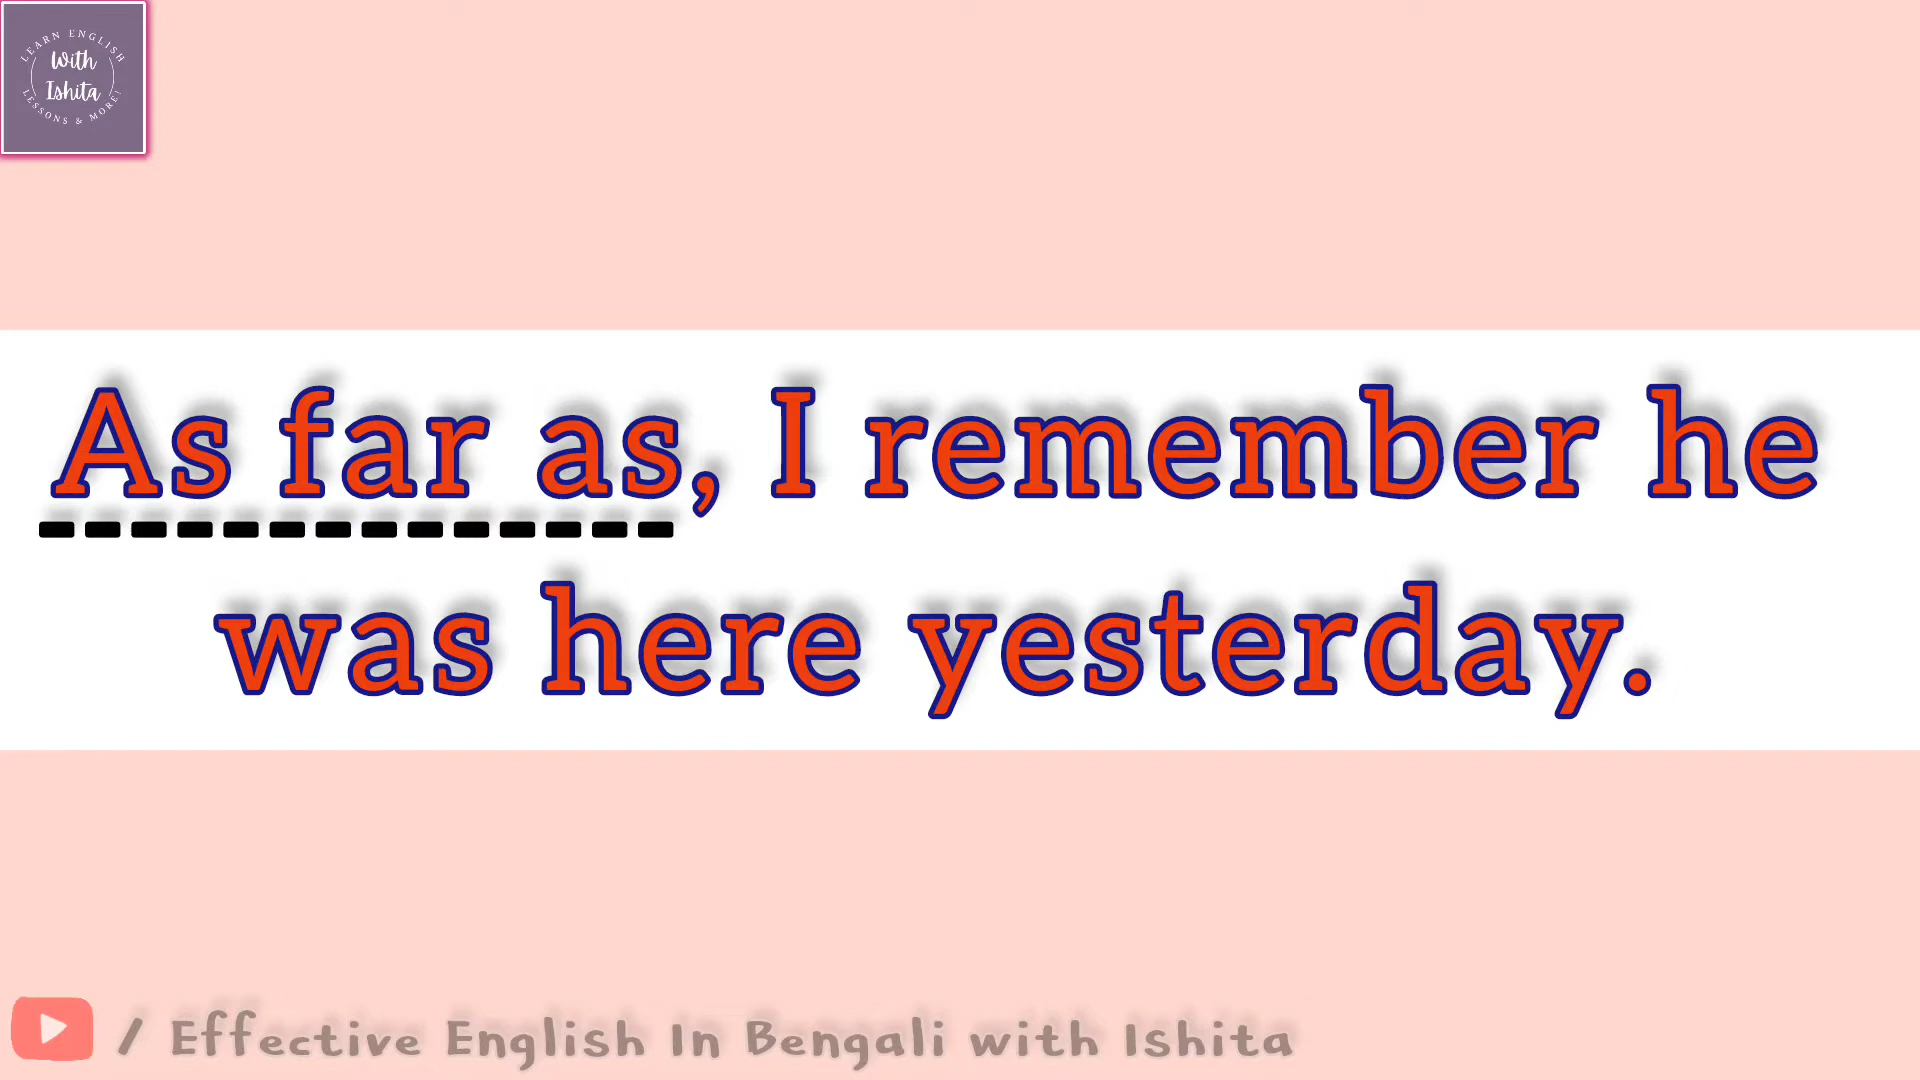 LEARN ENGLISH
With
Ishita
LESSONS & MORE!
As far as, I remember he
was here yesterday.
/ Effective English In Bengali with Ishita